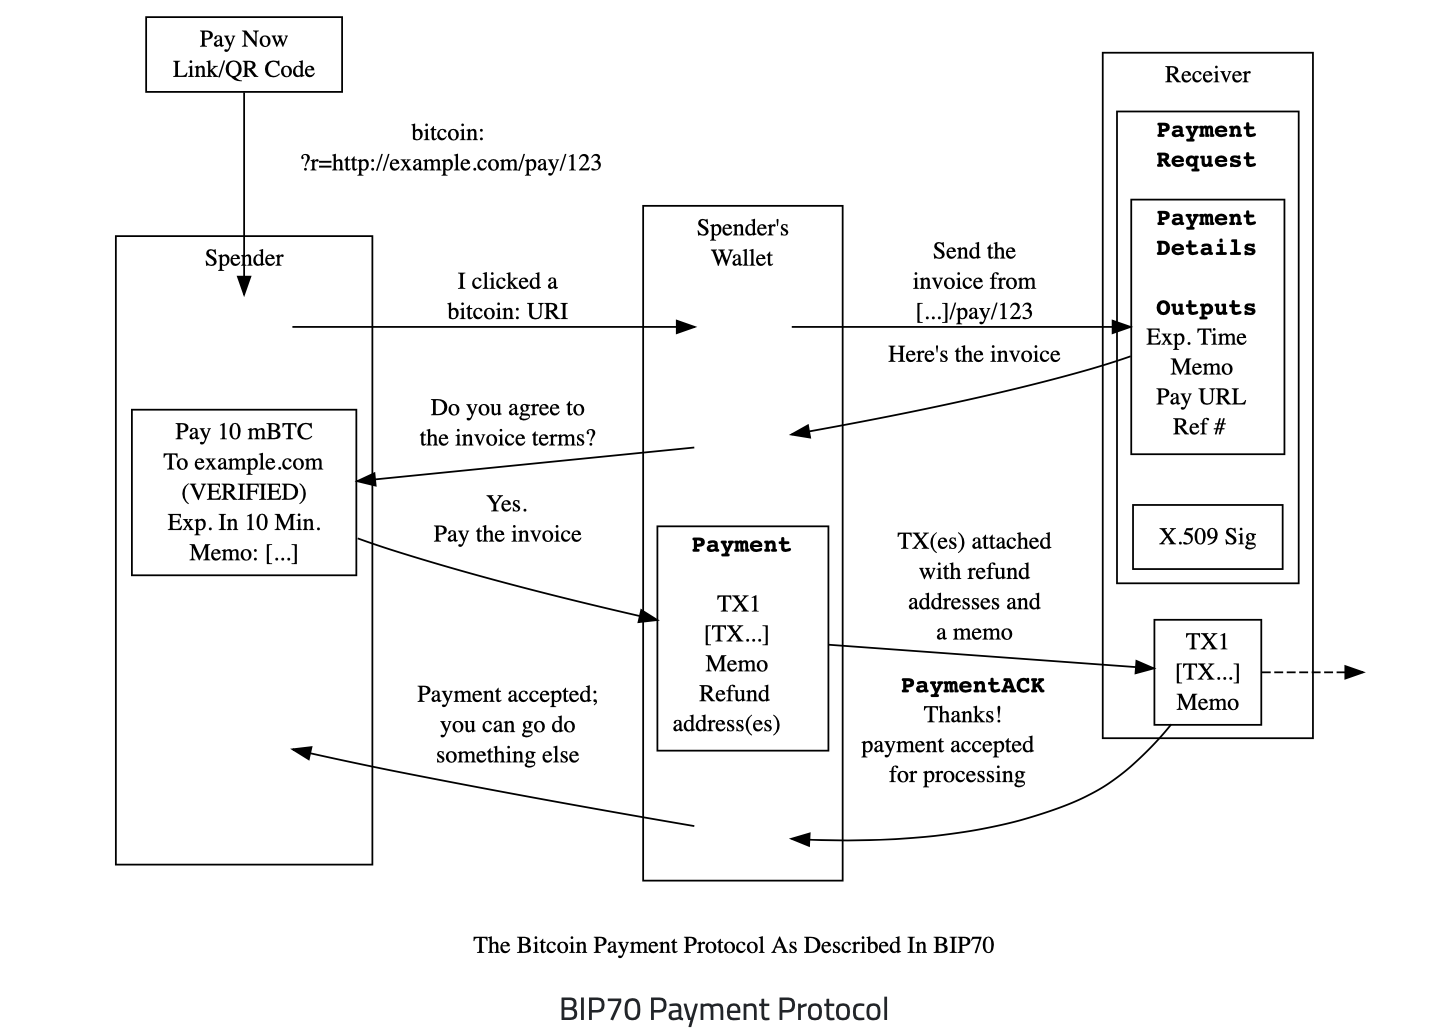 Pay Now
Link/QR Code
bitcoin:
?r=http://example.com/pay/123
Spender
I clicked a
bitcoin: URI
Spender's
Wallet
Send the
invoice from
[...]/pay/123
Here's the invoice
Receiver
Payment
Request
Payment
Details
Outputs
Exp. Time
Memo
Pay URL
Ref #
X.509 Sig
Do you agree to
the invoice terms?
Pay 10 mBTC
To example.com
(VERIFIED)
Exp. In 10 Min.
Memo: [...]
Yes.
Pay the invoice
Payment
TX1
[TX...]
Memo
Refund
address(es)
TX(es) attached
with refund
addresses and
a memo
TX1
[TX...]
Memo
PaymentACK
Thanks!
payment accepted
for processing
Payment accepted;
you can go do
something else
The Bitcoin Payment Protocol As Described In BIP70
BIP70 Payment Protocol